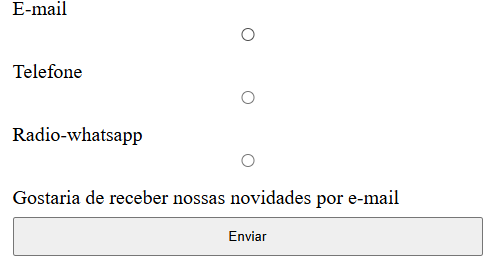 E-mail
Telefone
Radio-whatsapp
Gostaria de receber nossas novidades por e-mail
Enviar